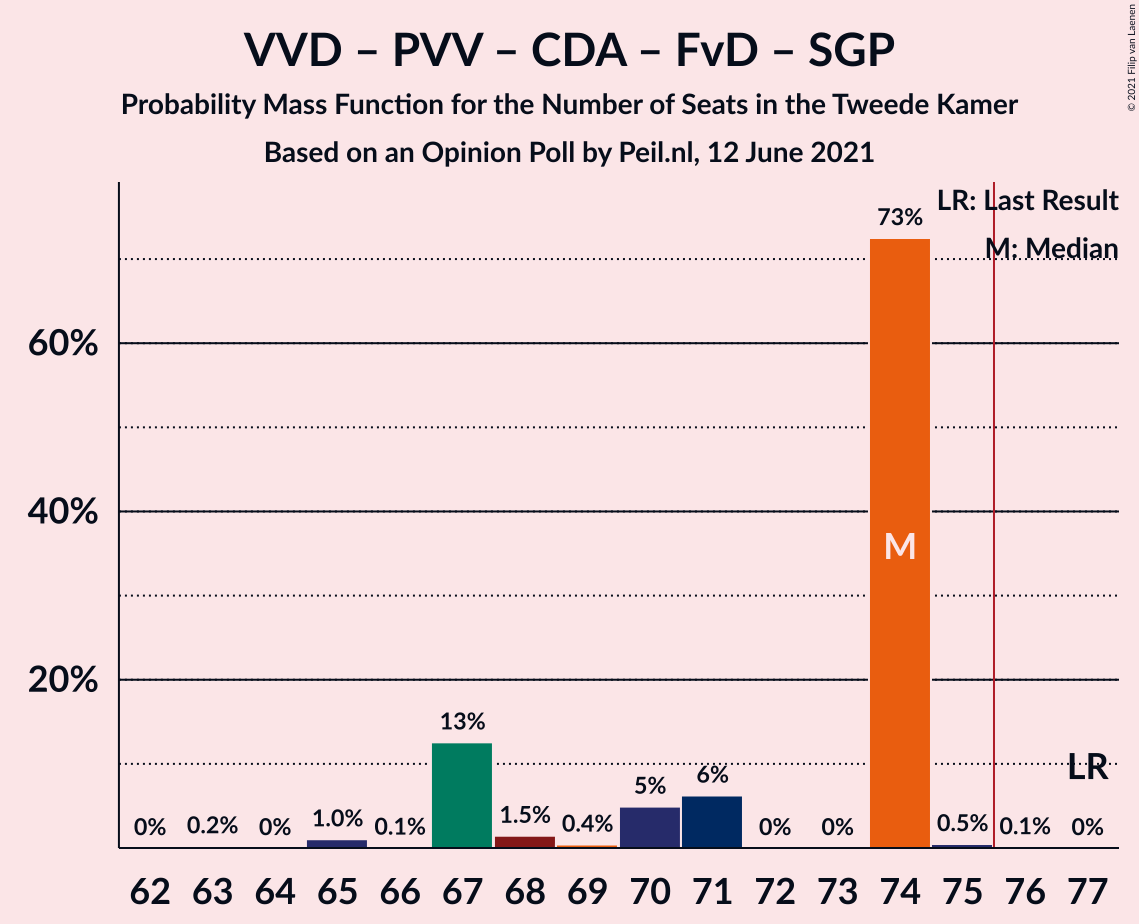 VVD – PVV – CDA – FvD – SGP
Probability Mass Function for the Number of Seats in the Tweede Kamer
Based on an Opinion Poll by Peil.nl, 12 June 2021
© 2021 Filip van Laenen
LR: Last Result
M: Median
60%
40%
20%
0%
0.2%
0%
1.0%
0.1%
13%
1.5%
0.4%
5%
6%
0%
0%
73%
0.5%
0.1%
0%
M
LR
62 63 64 65 66 67 68 69 70 71 72 73 74 75 76 77